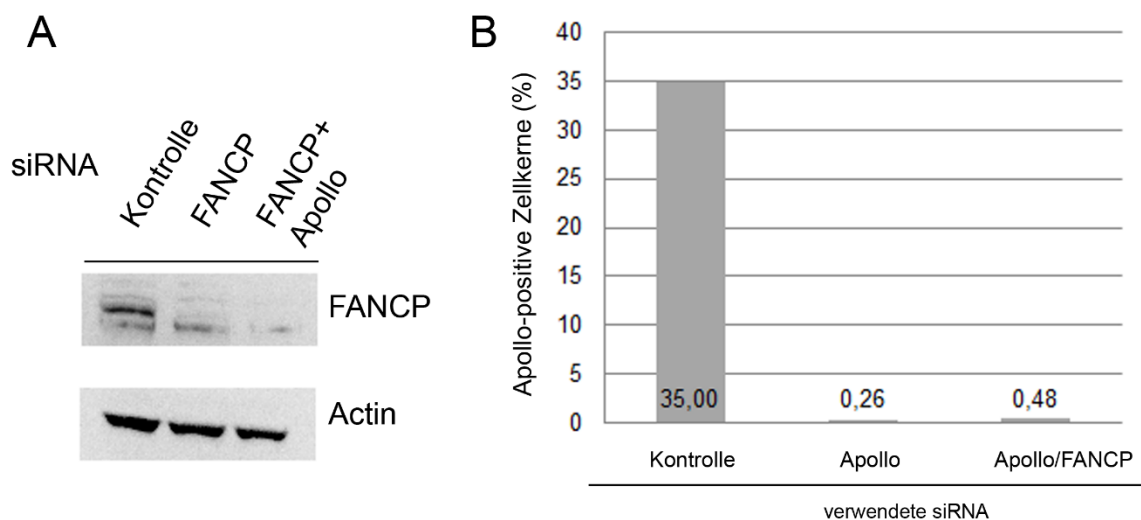 A
siRNA
Kontrolle
FANCP
FANCP+
Apollo
FANCP
Actin
B
Apollo-positive Zellkerne (%)
40
35
30
25
20
15
10
5
0
35,00
0,26
0,48
Kontrolle
Apollo
Apollo/FANCP
verwendete siRNA